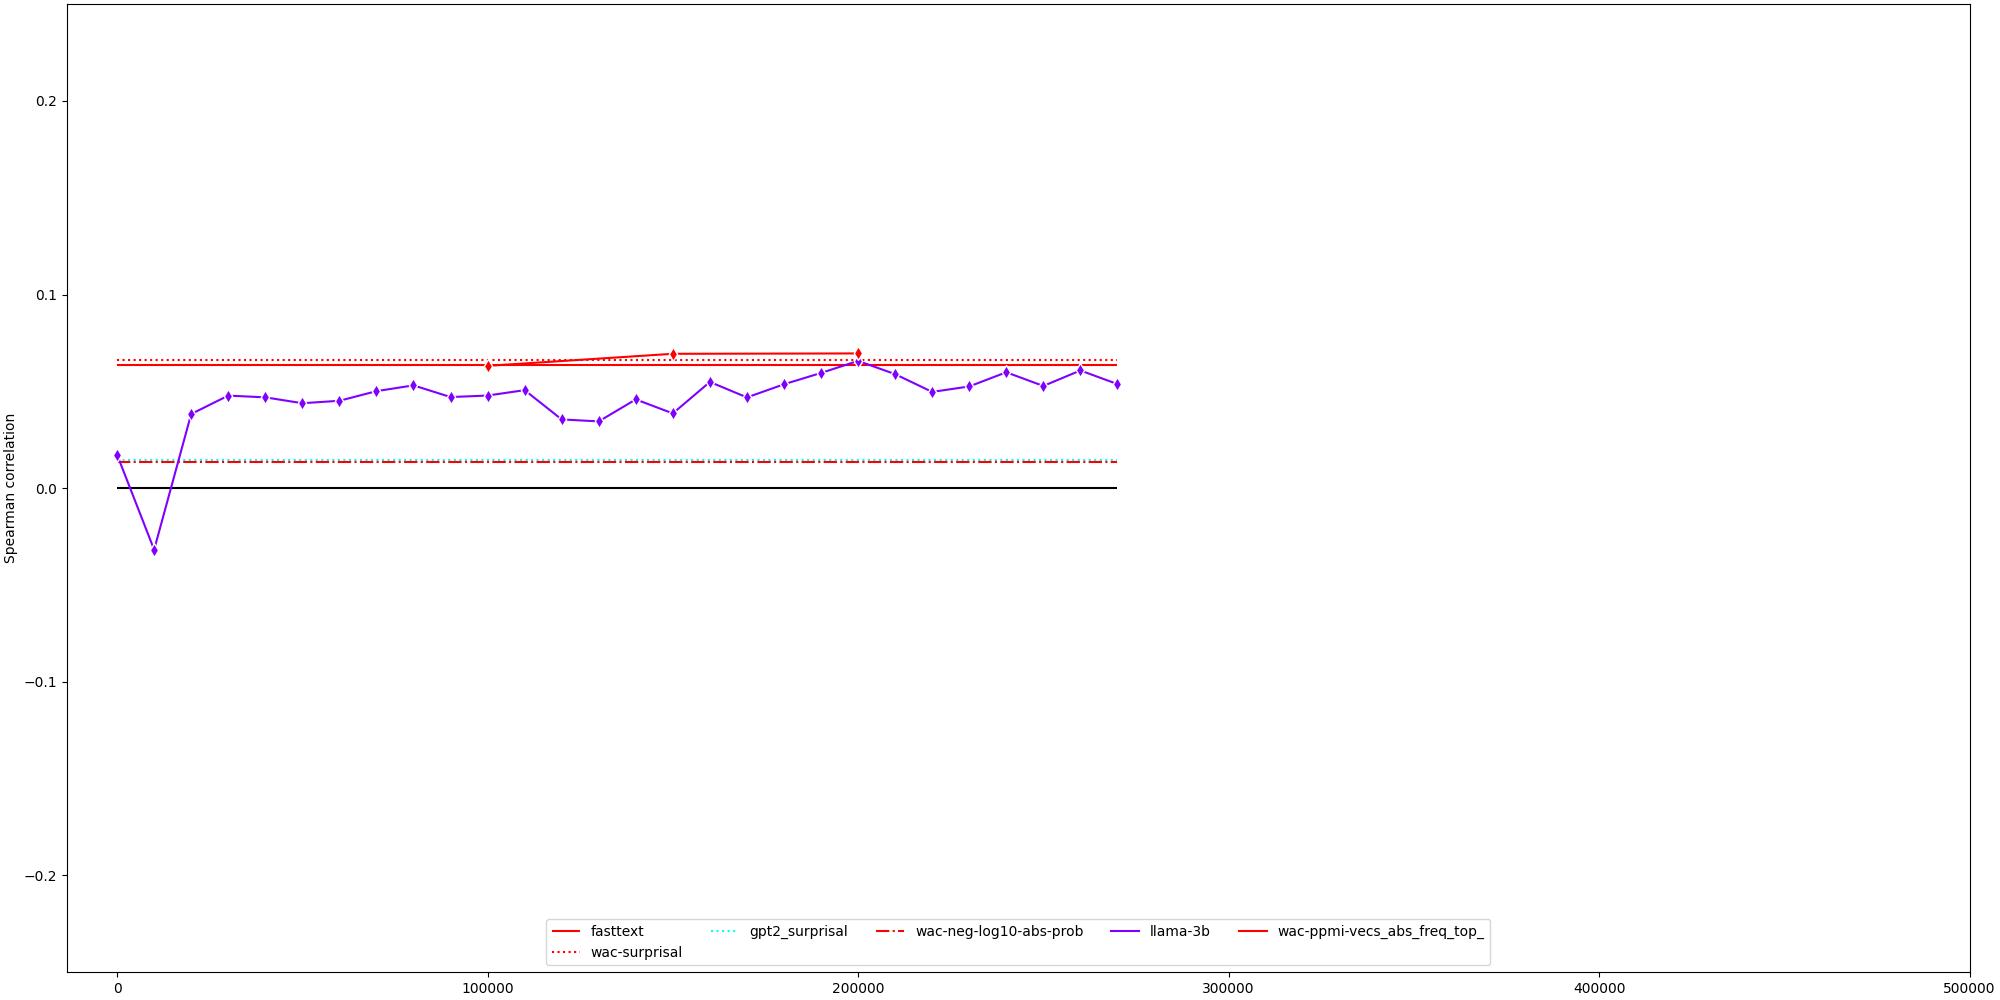 0.2
0.1
0.0
−0.1
−0.2
Spearman correlation
fasttext gpt2_surprisal wac-neg-log10-abs-prob llama-3b wac-ppmi-vecs_abs_freq_top_
wac-surprisal
0 100000 200000 300000 400000 500000